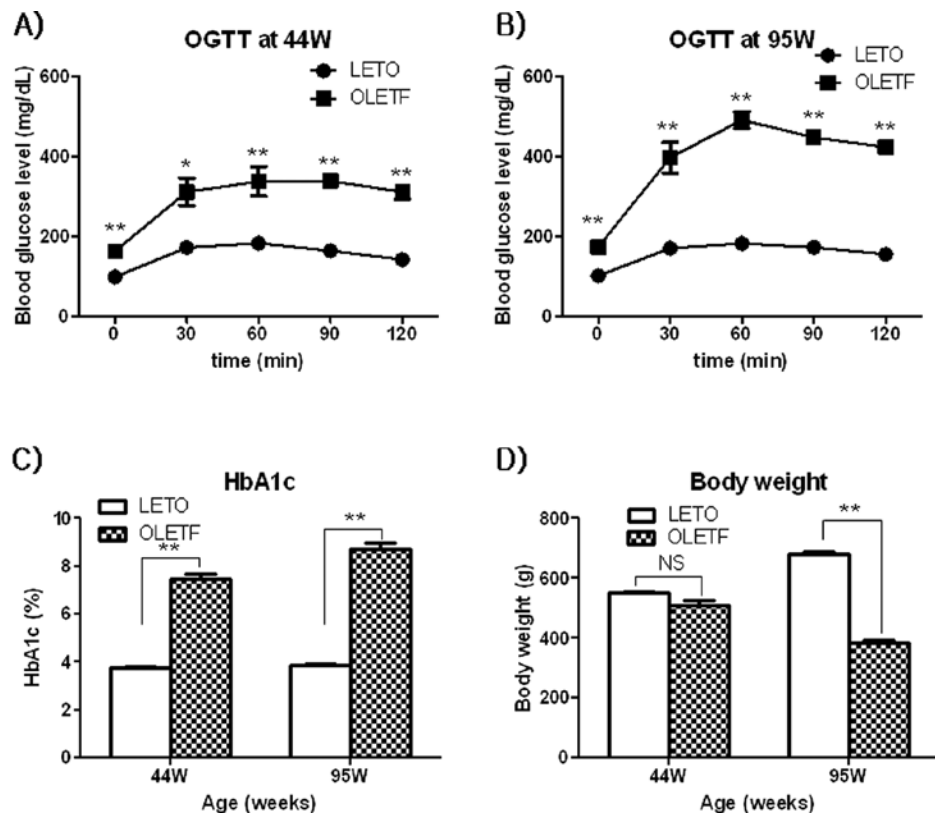 A)
OGTT at 44W
LETO
OLETF
Blood glucose level (mg/dL)
600
400
200
0
**
*
**
**
**
0 30 60 90 120
time (min)
B)
OGTT at 95W
LETO
OLETF
Blood glucose level (mg/dL)
600
400
200
0
**
**
**
**
**
0 30 60 90 120
time (min)
C)
HbA1c
LETO
OLETF
HbA1c (%)
10
8
6
4
2
0
**
**
44W 95W
Age (weeks)
D)
Body weight
LETO
OLETF
Body weight (g)
800
600
400
200
0
NS
**
44W 95W
Age (weeks)